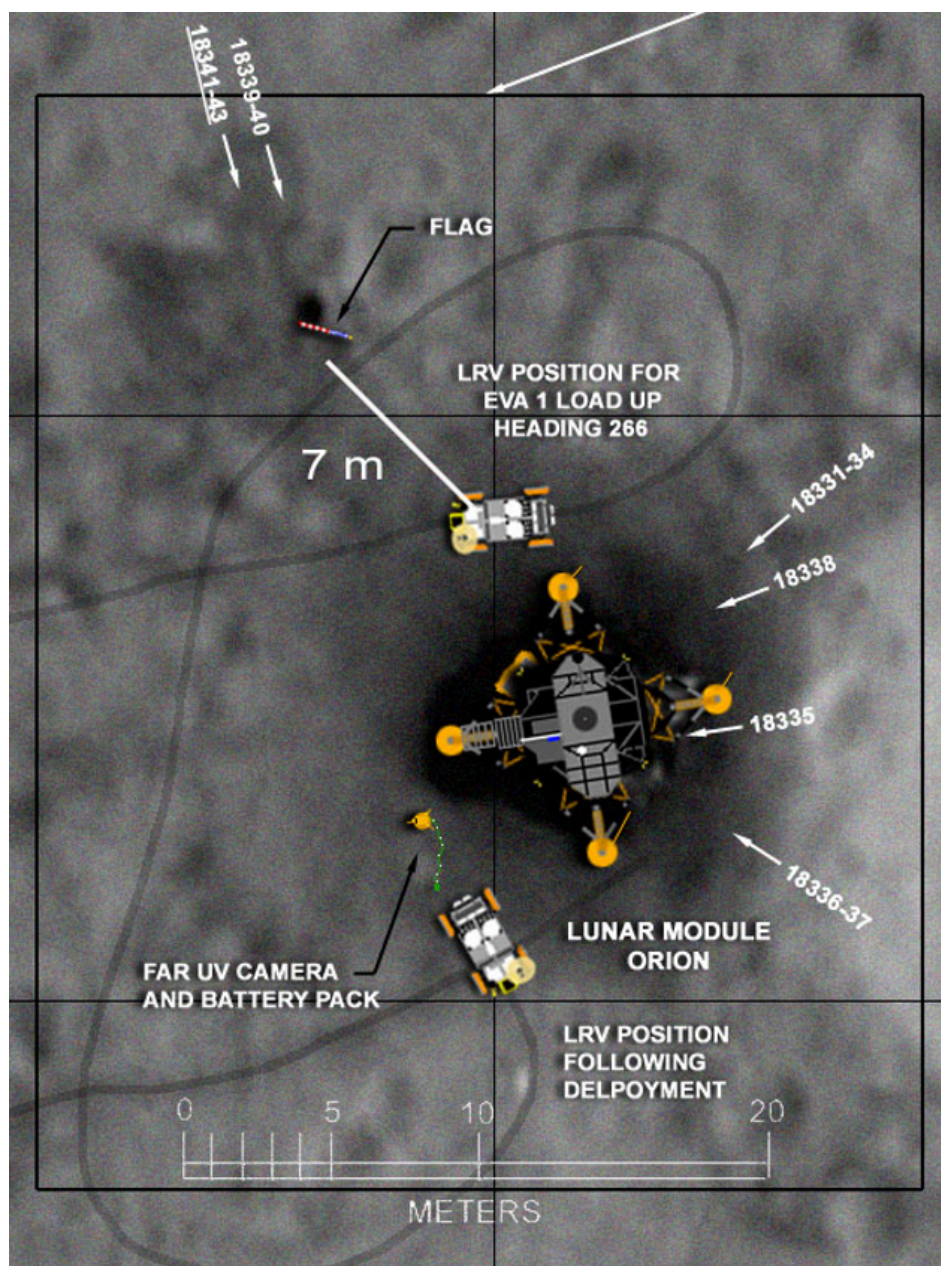 18341-43
18339-40
FLAG
LRV POSITION FOR
EVA 1 LOAD UP
HEADING 266
7 m
18331-34
18338
18335
18336-37
LUNAR MODULE
ORION
FAR UV CAMERA
AND BATTERY PACK
LRV POSITION
FOLLOWING
DELPOYMENT
0 5 10 20
METERS